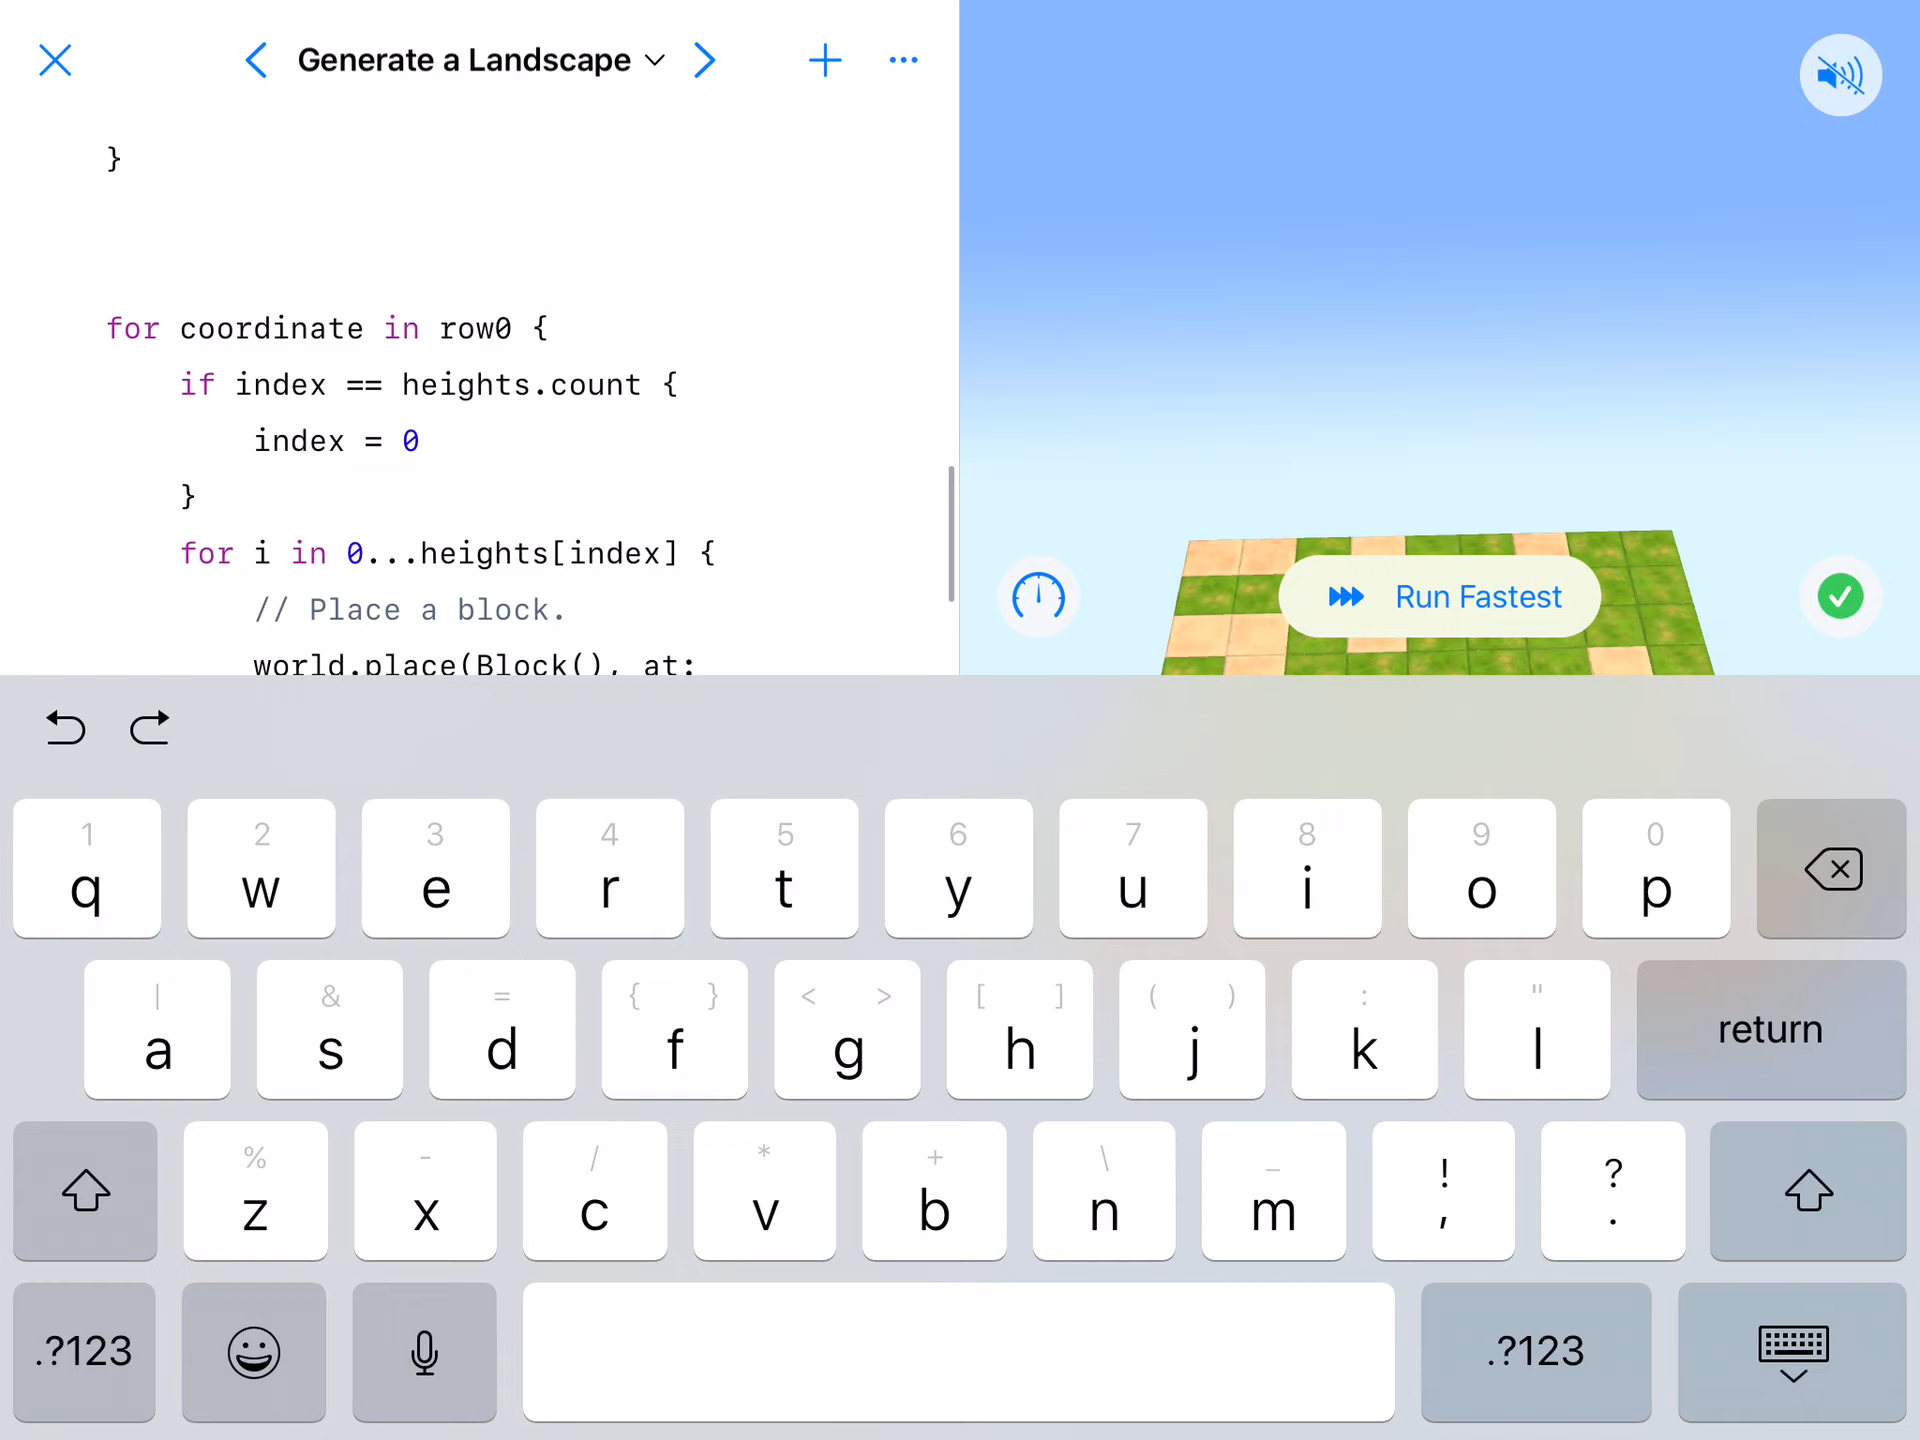 Generate a Landscape
}
for coordinate in row0 {
if index == heights.count {
index = 0
}
for i in 0...heights[index] {
// Place a block.
world.place(Block(), at:
Run Fastest
1 2 3 4 5 6 7 8 9 0
q w e r t y u i o p
| & = { } < > [ ] ( ) : "
a s d f g h j k l return
% - / * + \ _ ! ?
z x c v b n m , .
.?123 .?123